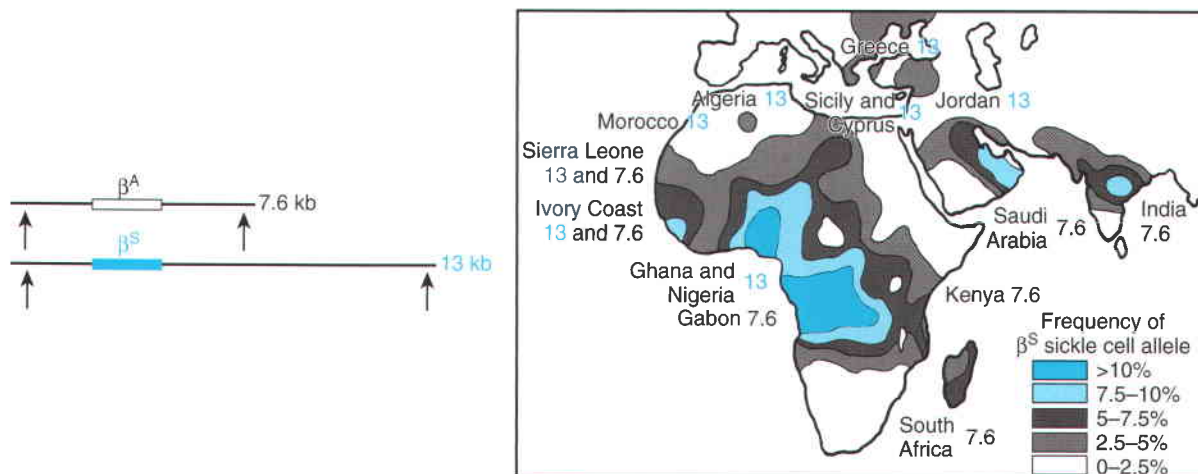 βᴬ
7.6 kb
βˢ
13 kb
Greece 13
Algeria 13
Sicily and
Cyprus 13
Jordan 13
Morocco 13
Sierra Leone
13 and 7.6
Ivory Coast
13 and 7.6
Saudi
Arabia 7.6
India
7.6
Ghana and
Nigeria 13
Gabon 7.6
Kenya 7.6
South
Africa 7.6
Frequency of
βˢ sickle cell allele
>10%
7.5–10%
5–7.5%
2.5–5%
0–2.5%